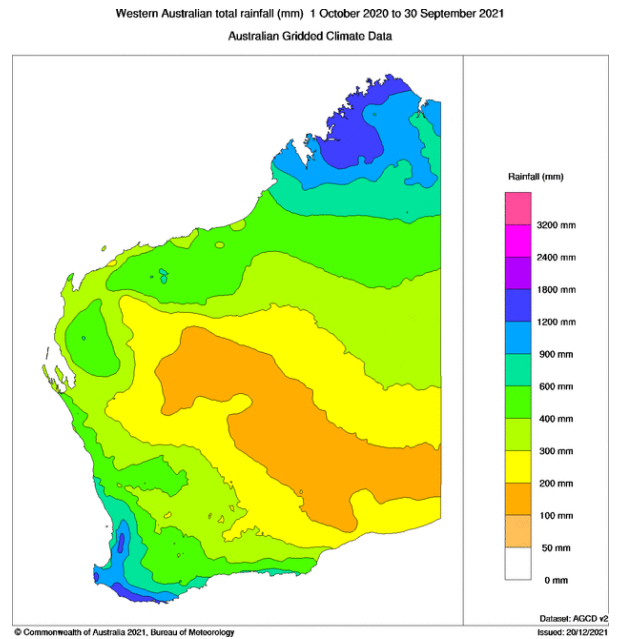 Western Australian total rainfall (mm) 1 October 2020 to 30 September 2021
Australian Gridded Climate Data
Rainfall (mm)
3200 mm
2400 mm
1800 mm
1200 mm
900 mm
600 mm
400 mm
300 mm
200 mm
100 mm
50 mm
0 mm
Dataset: AGCD v2
© Commonwealth of Australia 2021, Bureau of Meteorology
Issued: 20/12/2021